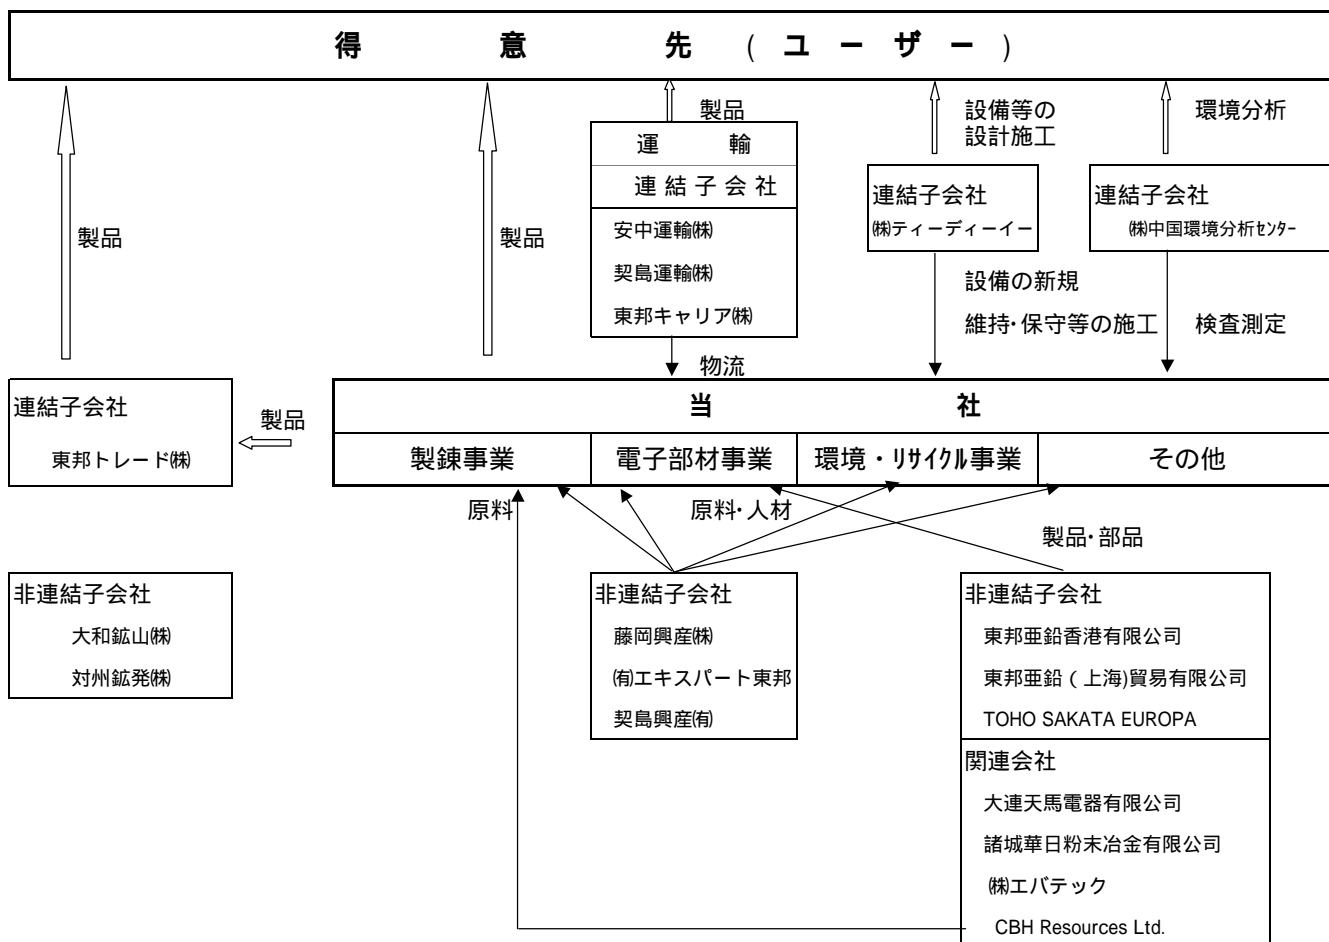 得意先(ユーザー)
製品
製品
製品
設備等の
設計施工
環境分析
運輸
連結子会社
安中運輸㈱
契島運輸㈱
東邦キャリア㈱
連結子会社
㈱ティーディーイー
連結子会社
㈱中国環境分析ｾﾝﾀｰ
物流
設備の新規
維持･保守等の施工
検査測定
連結子会社
東邦トレード㈱
製品
当社
製錬事業
電子部材事業
環境・ﾘｻｲｸﾙ事業
その他
原料
原料･人材
製品･部品
非連結子会社
大和鉱山㈱
対州鉱発㈱
非連結子会社
藤岡興産㈱
㈲エキスパート東邦
契島興産㈲
非連結子会社
東邦亜鉛香港有限公司
東邦亜鉛（上海)貿易有限公司
TOHO SAKATA EUROPA
関連会社
大連天馬電器有限公司
諸城華日粉末冶金有限公司
㈱エバテック
CBH Resources Ltd.